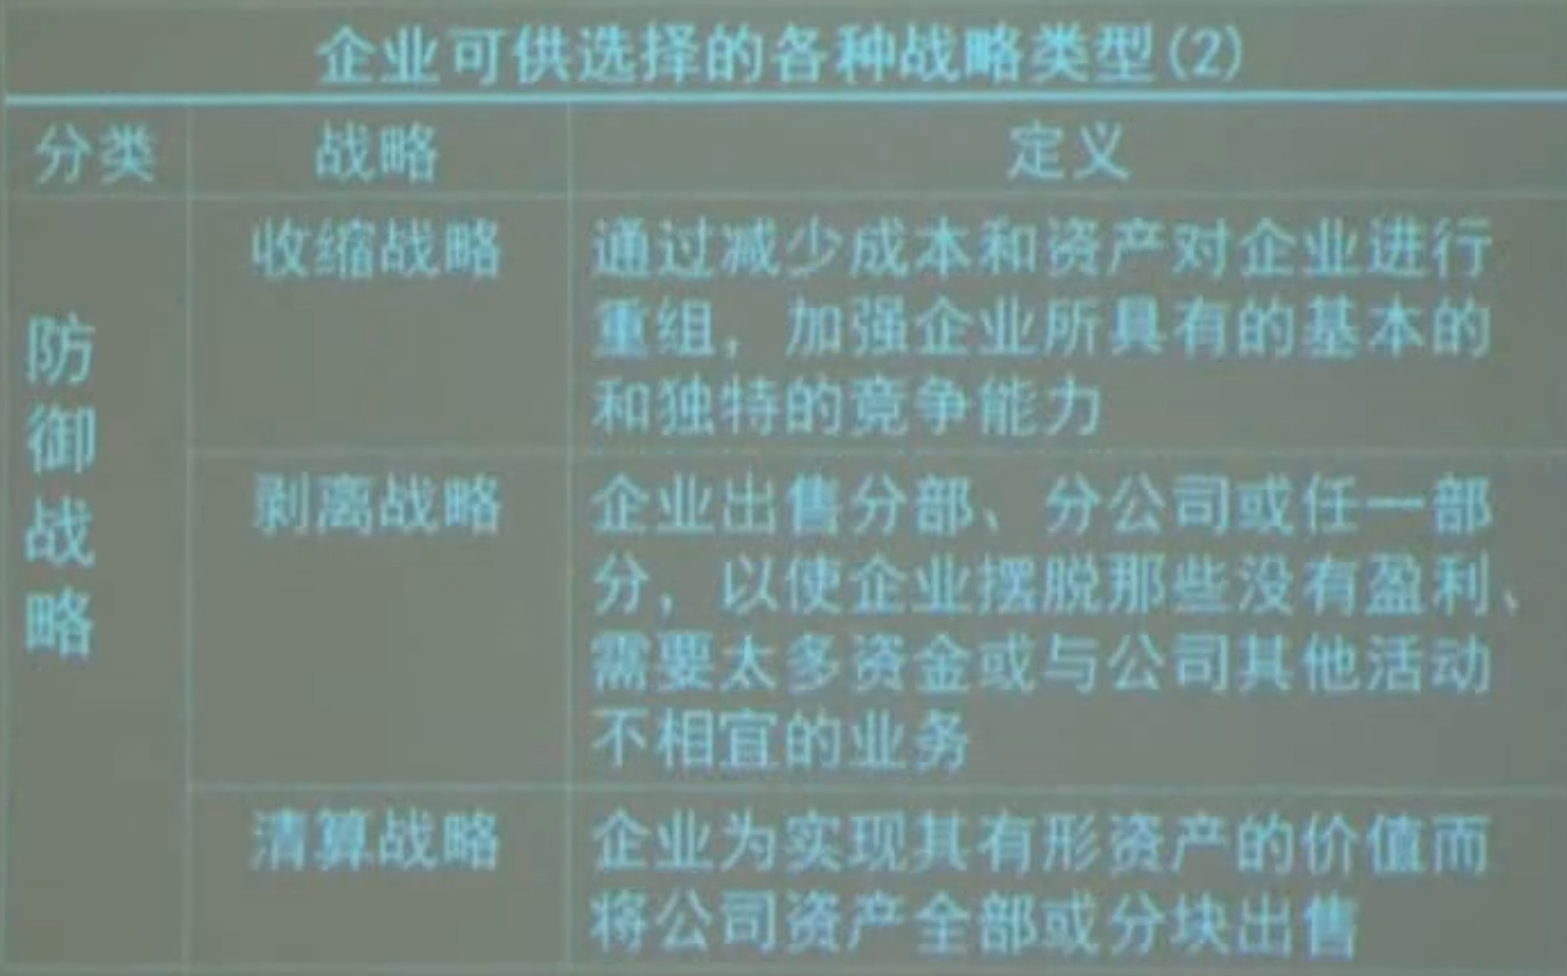 企业可供选择的各种战略类型(2)
分类 战略 定义
防御战略
收缩战略
通过减少成本和资产对企业进行
重组，加强企业所具有的基本的
和独特的竞争能力
剥离战略
企业出售分部、分公司或任一部
分，以使企业摆脱那些没有盈利、
需要太多资金或与公司其他活动
不相宜的业务
清算战略
企业为实现其有形资产的价值而
将公司资产全部或分块出售